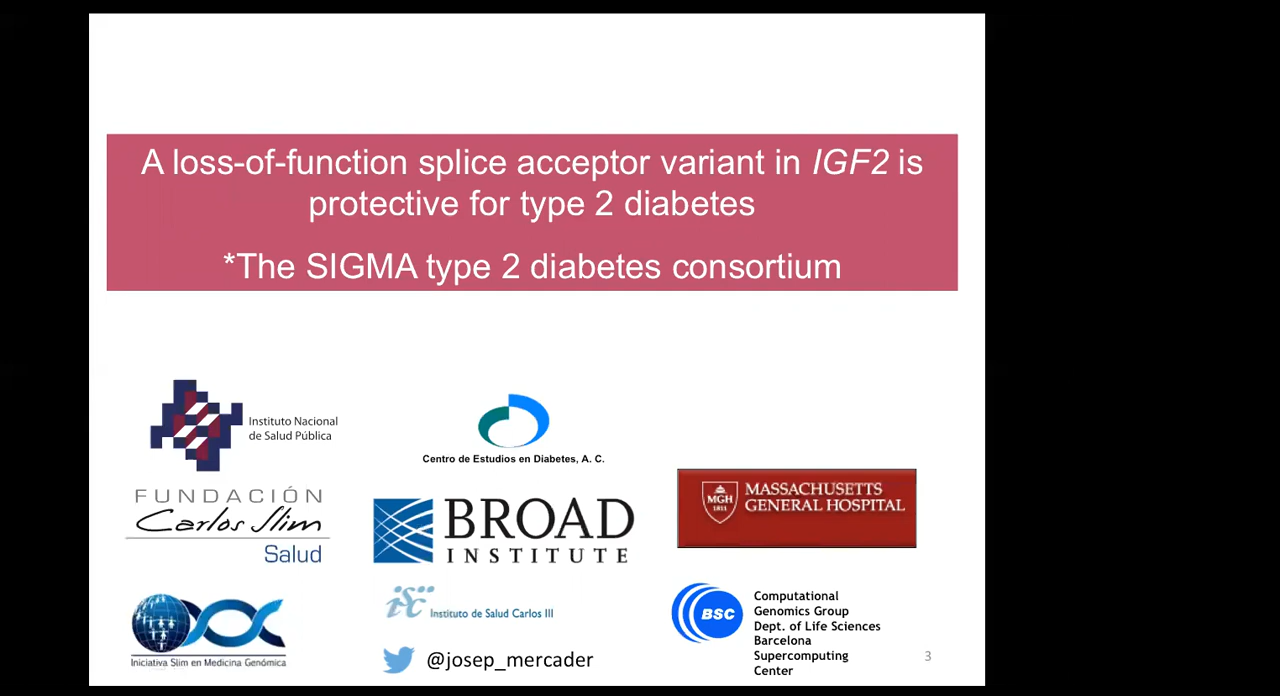 A loss-of-function splice acceptor variant in IGF2 is
protective for type 2 diabetes
*The SIGMA type 2 diabetes consortium
Instituto Nacional
de Salud Pública
Centro de Estudios en Diabetes, A. C.
FUNDACIÓN
Carlos Slim
Salud
BROAD
INSTITUTE
MGH
1811
MASSACHUSETTS
GENERAL HOSPITAL
Iniciativa Slim en Medicina Genómica
isc
Instituto de Salud Carlos III
@josep_mercader
BSC
Computational
Genomics Group
Dept. of Life Sciences
Barcelona
Supercomputing
Center
3